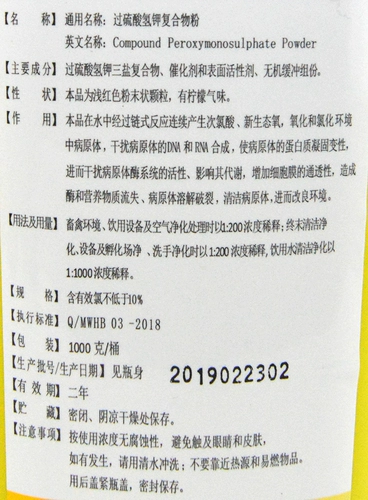 【名 称】通用名称：过硫酸氢钾复合物粉
英文名称：Compound Peroxymonosulphate Powder
【主要成分】过硫酸氢钾三盐复合物、催化剂和表面活性剂、无机缓冲组份。
【性 状】本品为浅红色粉末状颗粒，有柠檬气味。
【作 用】本品在水中经过链式反应连续产生次氯酸、新生态氧，氧化和氯化环境
中病原体，干扰病原体的DNA和RNA合成，使病原体的蛋白质凝固变性，
进而干扰病原体酶系统的活性、影响其代谢，增加细胞膜的通透性，造成
酶和营养物质流失、病原体溶解破裂，清洁病原体,进而改良环境。
【用法及用量】畜禽环境、饮用设备及空气净化处理时以1:200浓度稀释；终末清洁净
化、设备及孵化场净 、洗手净化时以1:200浓度稀释，饮用水清洁净化以
1:1000浓度稀释。
【规 格】含有效氯不低于10%
【执行标准】Q/MWHB 03 -2018
【包 装】1000 克/桶
【生产批号/生产日期】见瓶身 2019022302
【有 效 期】二年
【贮 藏】密闭、阴凉干燥处保存。
【注意事项】按使用浓度无腐蚀性，避免触及眼睛和皮肤，
如有发生，请用清水冲洗；不要靠近热源和易燃物品。
用后盖紧瓶盖，密封保存。